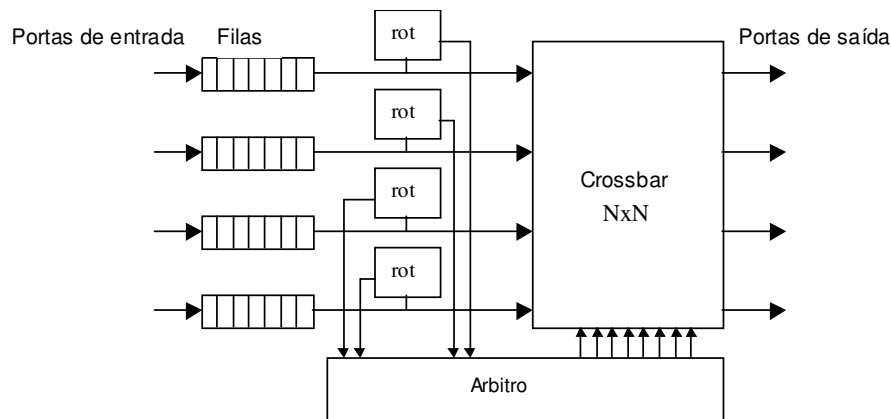 Portas de entrada
Filas
rot
Portas de saída
rot
rot
Crossbar
NxN
rot
Arbitro